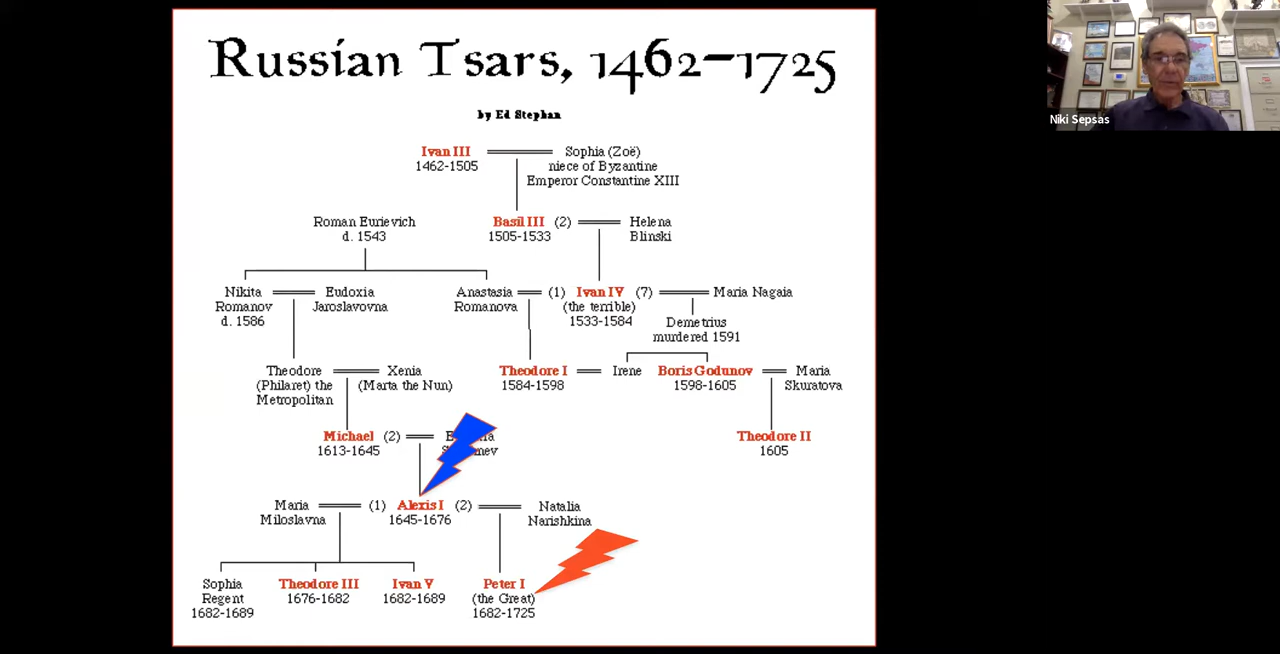 Russian Tsars, 1462–1725
by Ed Stephan
Niki Sepsas
Ivan III
1462-1505
Sophia (Zoë)
niece of Byzantine
Emperor Constantine XIII
Roman Eurievich
d. 1543
Basil III (2)
1505-1533
Helena
Blinski
Nikita
Romanov
d. 1586
Eudoxia
Jaroslavovna
Anastasia
Romanova
(1) Ivan IV (7)
(the terrible)
1533-1584
Maria Nagaia
Demetrius
murdered 1591
Theodore
(Philaret) the
Metropolitan
Xenia
(Marta the Nun)
Theodore I
1584-1598
Irene
Boris Godunov
1598-1605
Maria
Skuratova
Michael (2)
1613-1645
Theodore II
1605
Maria
Miloslavna
(1) Alexis I (2)
1645-1676
Natalia
Narishkina
Sophia
Regent
1682-1689
Theodore III
1676-1682
Ivan V
1682-1689
Peter I
(the Great)
1682-1725